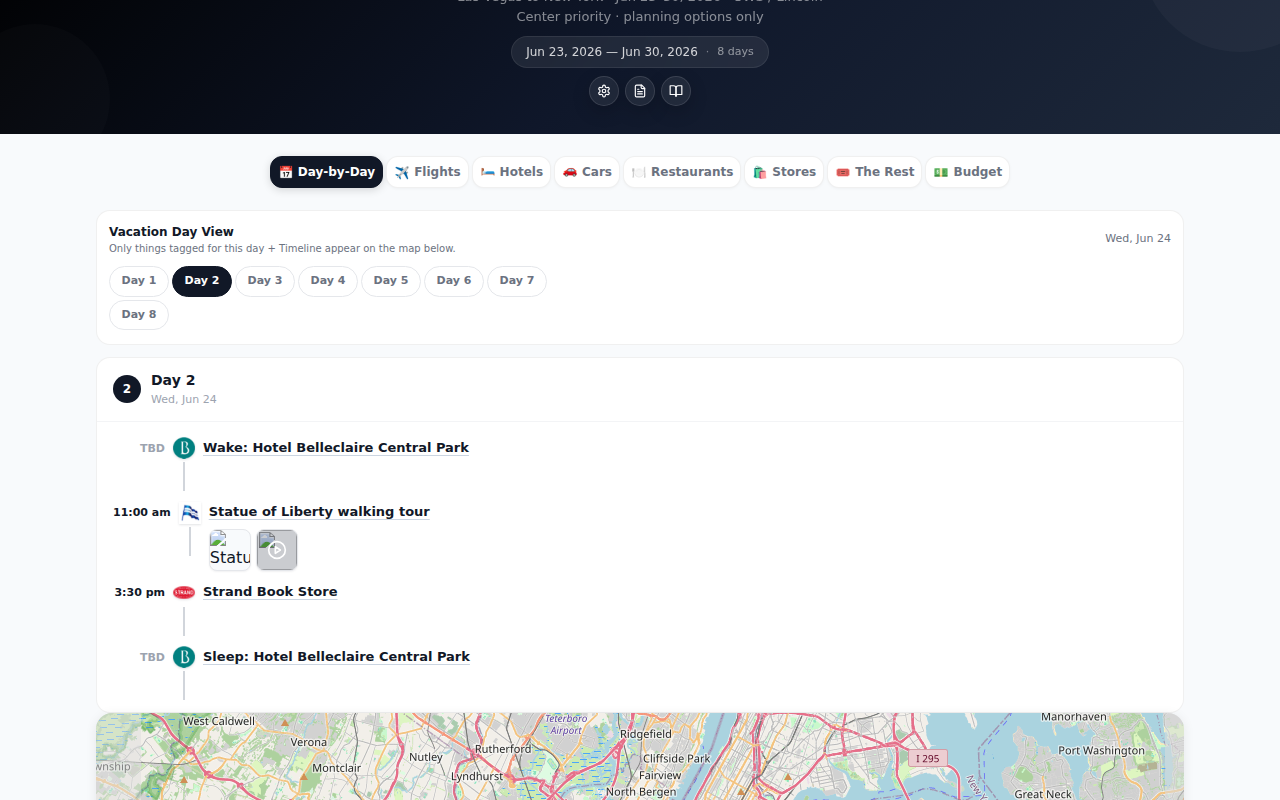 Center priority · planning options only
Jun 23, 2026 — Jun 30, 2026 · 8 days
Day-by-Day
Flights
Hotels
Cars
Restaurants
Stores
The Rest
Budget
Vacation Day View
Wed, Jun 24
Only things tagged for this day + Timeline appear on the map below.
Day 1
Day 2
Day 3
Day 4
Day 5
Day 6
Day 7
Day 8
2
Day 2
Wed, Jun 24
TBD
B
Wake: Hotel Belleclaire Central Park
11:00 am
Statue of Liberty walking tour
Statu
3:30 pm
STRAND
Strand Book Store
TBD
B
Sleep: Hotel Belleclaire Central Park
West Caldwell
Teterboro
Airport
Manorhaven
Verona
Ridgefield
Rutherford
Port Washington
Nutley
Cliffside Park
I 295
wnship
Montclair
Lyndhurst
Fairview
North Bergen
Great Neck